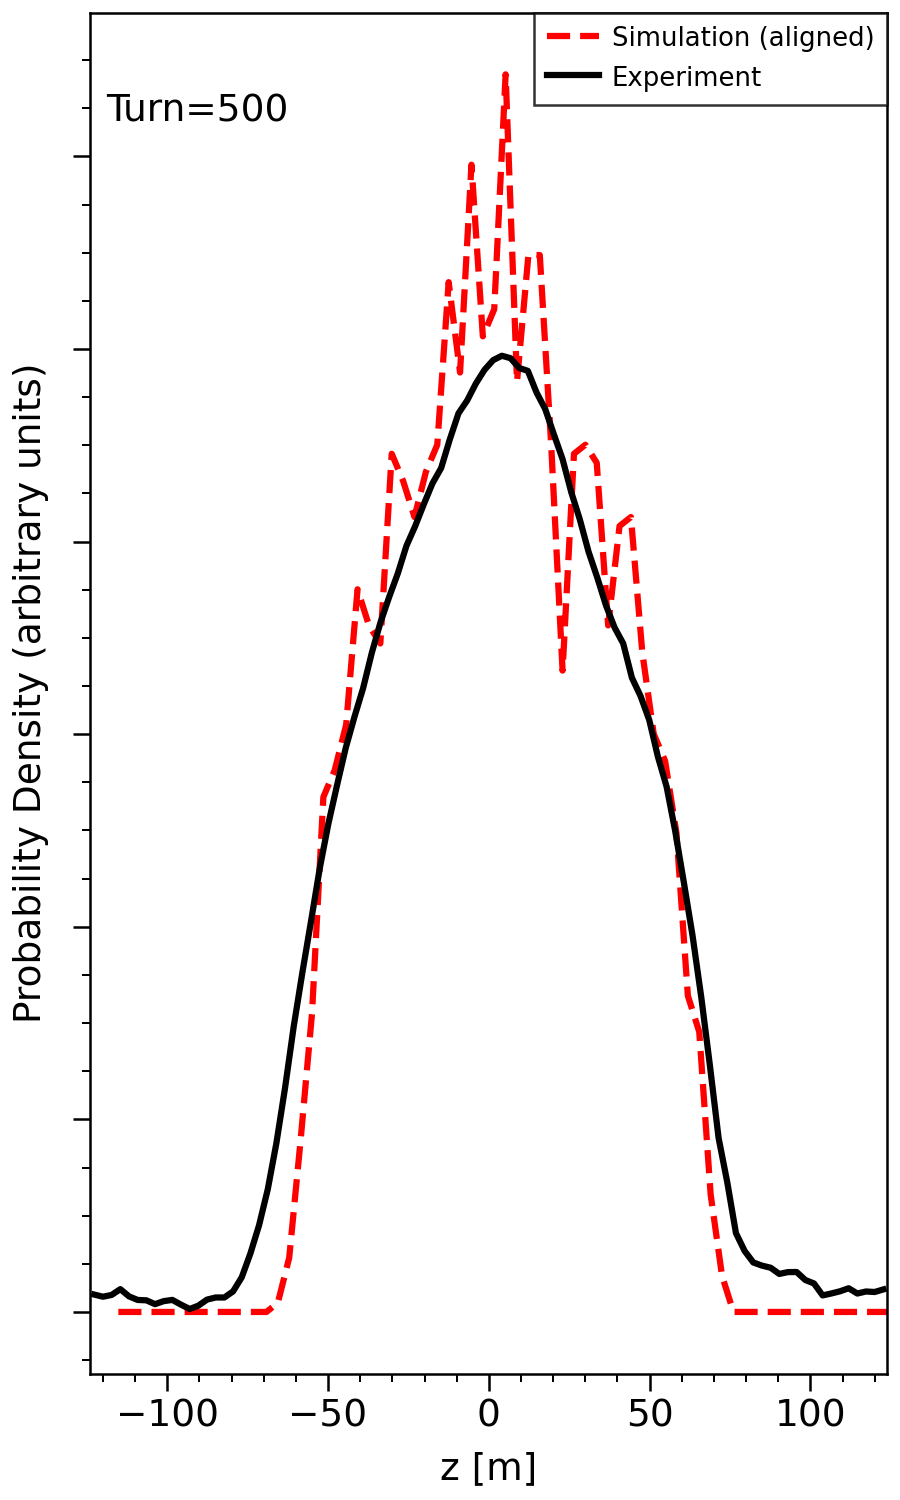 Simulation (aligned)
Experiment
Turn=500
Probability Density (arbitrary units)
−100 −50 0 50 100
z [m]